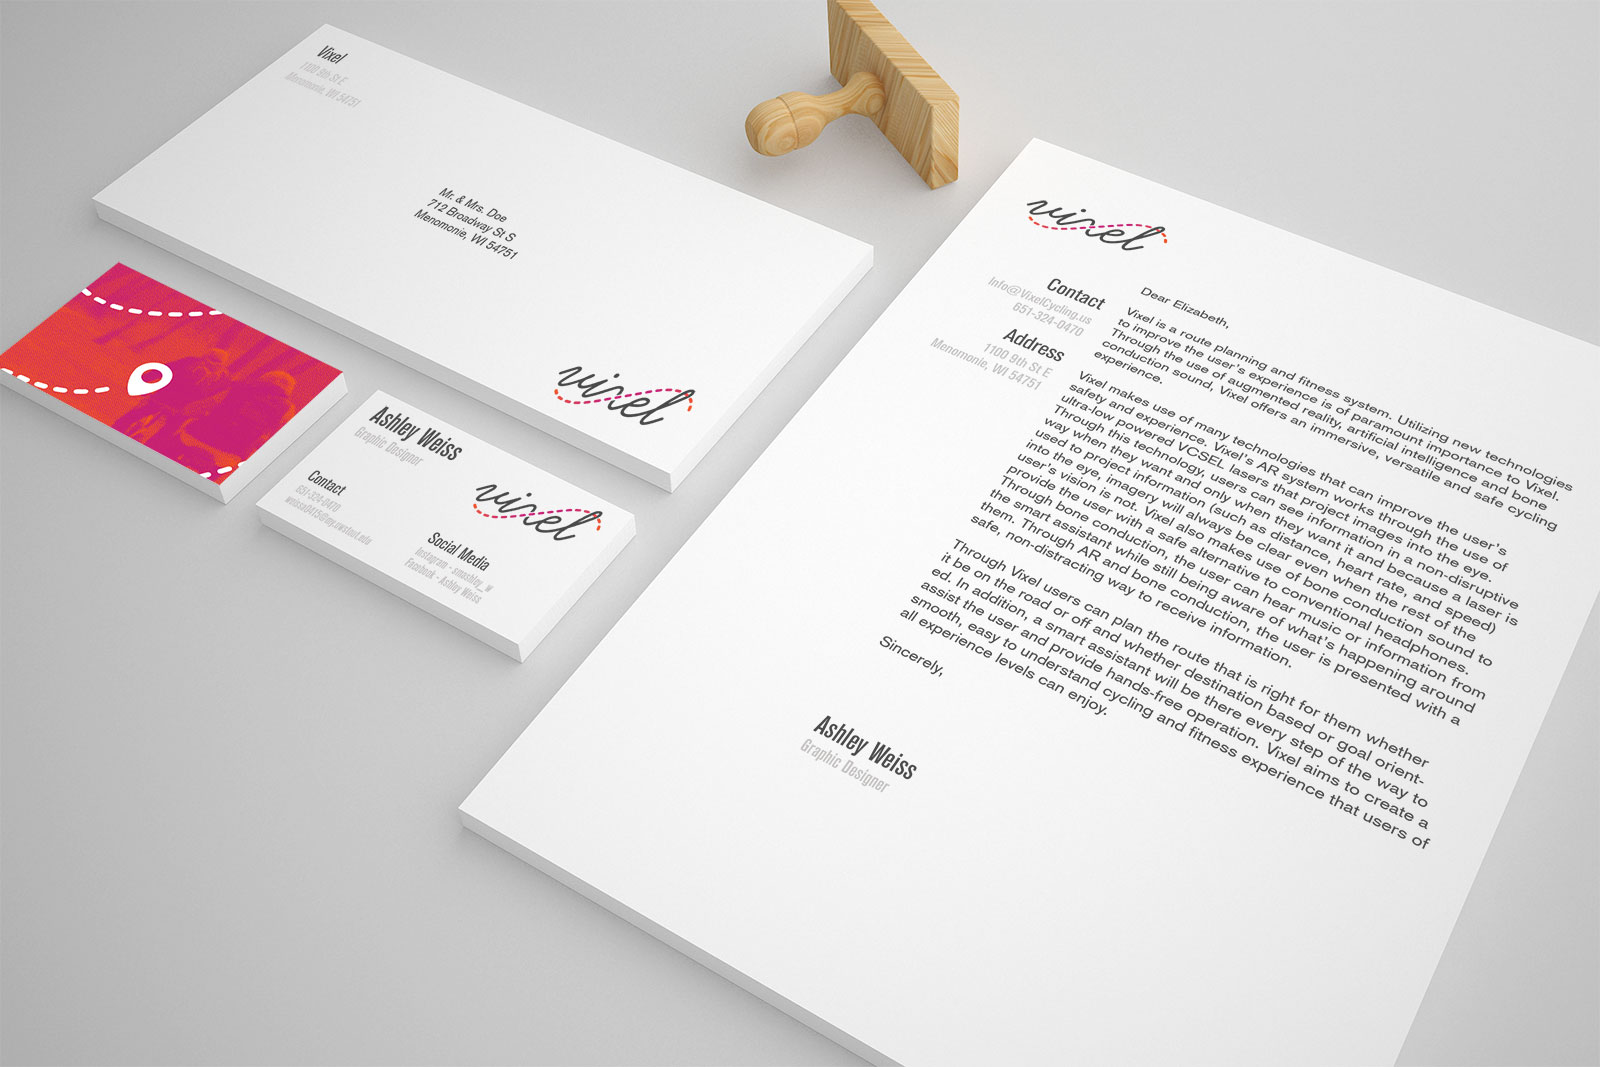 Vixel
1100 9th St E
Menomonie, WI 54751
Mr. & Mrs. Doe
712 Broadway St S
Menomonie, WI 54751
vixel
Ashley Weiss
Graphic Designer
Contact
651-324-0470
weissa0415@my.uwstout.edu
vixel
Social Media
Instagram - smashley_w
Facebook - Ashley Weiss
vixel
Contact
Info@VixelCycling.us
651-324-0470
Address
1100 9th St E
Menomonie, WI 54751
Dear Elizabeth,
Vixel is a route planning and fitness system. Utilizing new technologies
to improve the user's experience is of paramount importance to Vixel.
Through the use of augmented reality, artificial intelligence and bone
conduction sound, Vixel offers an immersive, versatile and safe cycling
experience.
Vixel makes use of many technologies that can improve the user's
safety and experience. Vixel's AR system works through the use of
ultra-low powered VCSEL lasers that project images into the eye.
Through this technology, users can see information in a non-disruptive
way when they want and only when they want it and because a laser is
used to project information (such as distance, heart rate, and speed)
into the eye, imagery will always be clear even when the rest of the
user's vision is not. Vixel also makes use of bone conduction sound to
provide the user with a safe alternative to conventional headphones.
Through bone conduction, the user can hear music or information from
the smart assistant while still being aware of what's happening around
them. Through AR and bone conduction, the user is presented with a
safe, non-distracting way to receive information.
Through Vixel users can plan the route that is right for them whether
it be on the road or off and whether destination based or goal orient-
ed. In addition, a smart assistant will be there every step of the way to
assist the user and provide hands-free operation. Vixel aims to create a
smooth, easy to understand cycling and fitness experience that users of
all experience levels can enjoy.
Sincerely,
Ashley Weiss
Graphic Designer